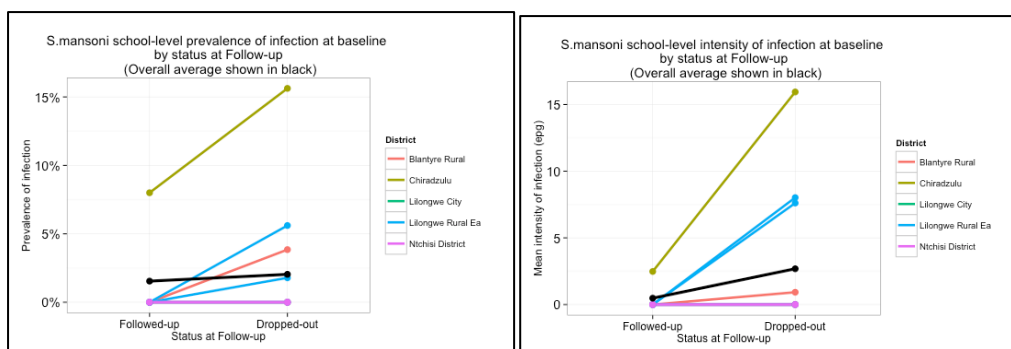 S.mansoni school-level prevalence of infection at baseline
by status at Follow-up
(Overall average shown in black)
15%
10%
5%
0%
Prevalence of infection
Followed-up
Dropped-out
Status at Follow-up
District
Blantyre Rural
Chiradzulu
Lilongwe City
Lilongwe Rural Ea
Ntchisi District
S.mansoni school-level intensity of infection at baseline
by status at Follow-up
(Overall average shown in black)
15
10
5
0
Mean intensity of infection (epg)
Followed-up
Dropped-out
Status at Follow-up
District
Blantyre Rural
Chiradzulu
Lilongwe City
Lilongwe Rural Ea
Ntchisi District